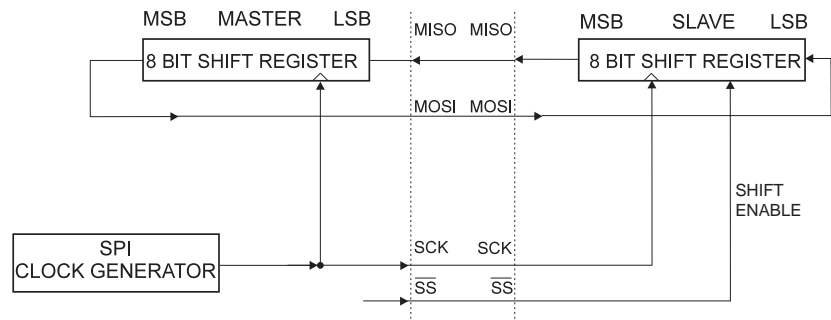 MSB MASTER LSB
8 BIT SHIFT REGISTER
MISO MISO
MSB SLAVE LSB
8 BIT SHIFT REGISTER
MOSI MOSI
SHIFT
ENABLE
SPI
CLOCK GENERATOR
SCK SCK
SS SS